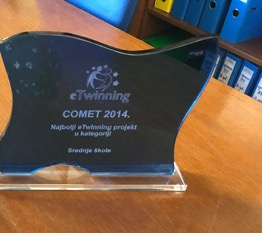 eTwinning
COMET 2014.
Najbolji eTwinning projekt
u kategoriji
Srednje škole